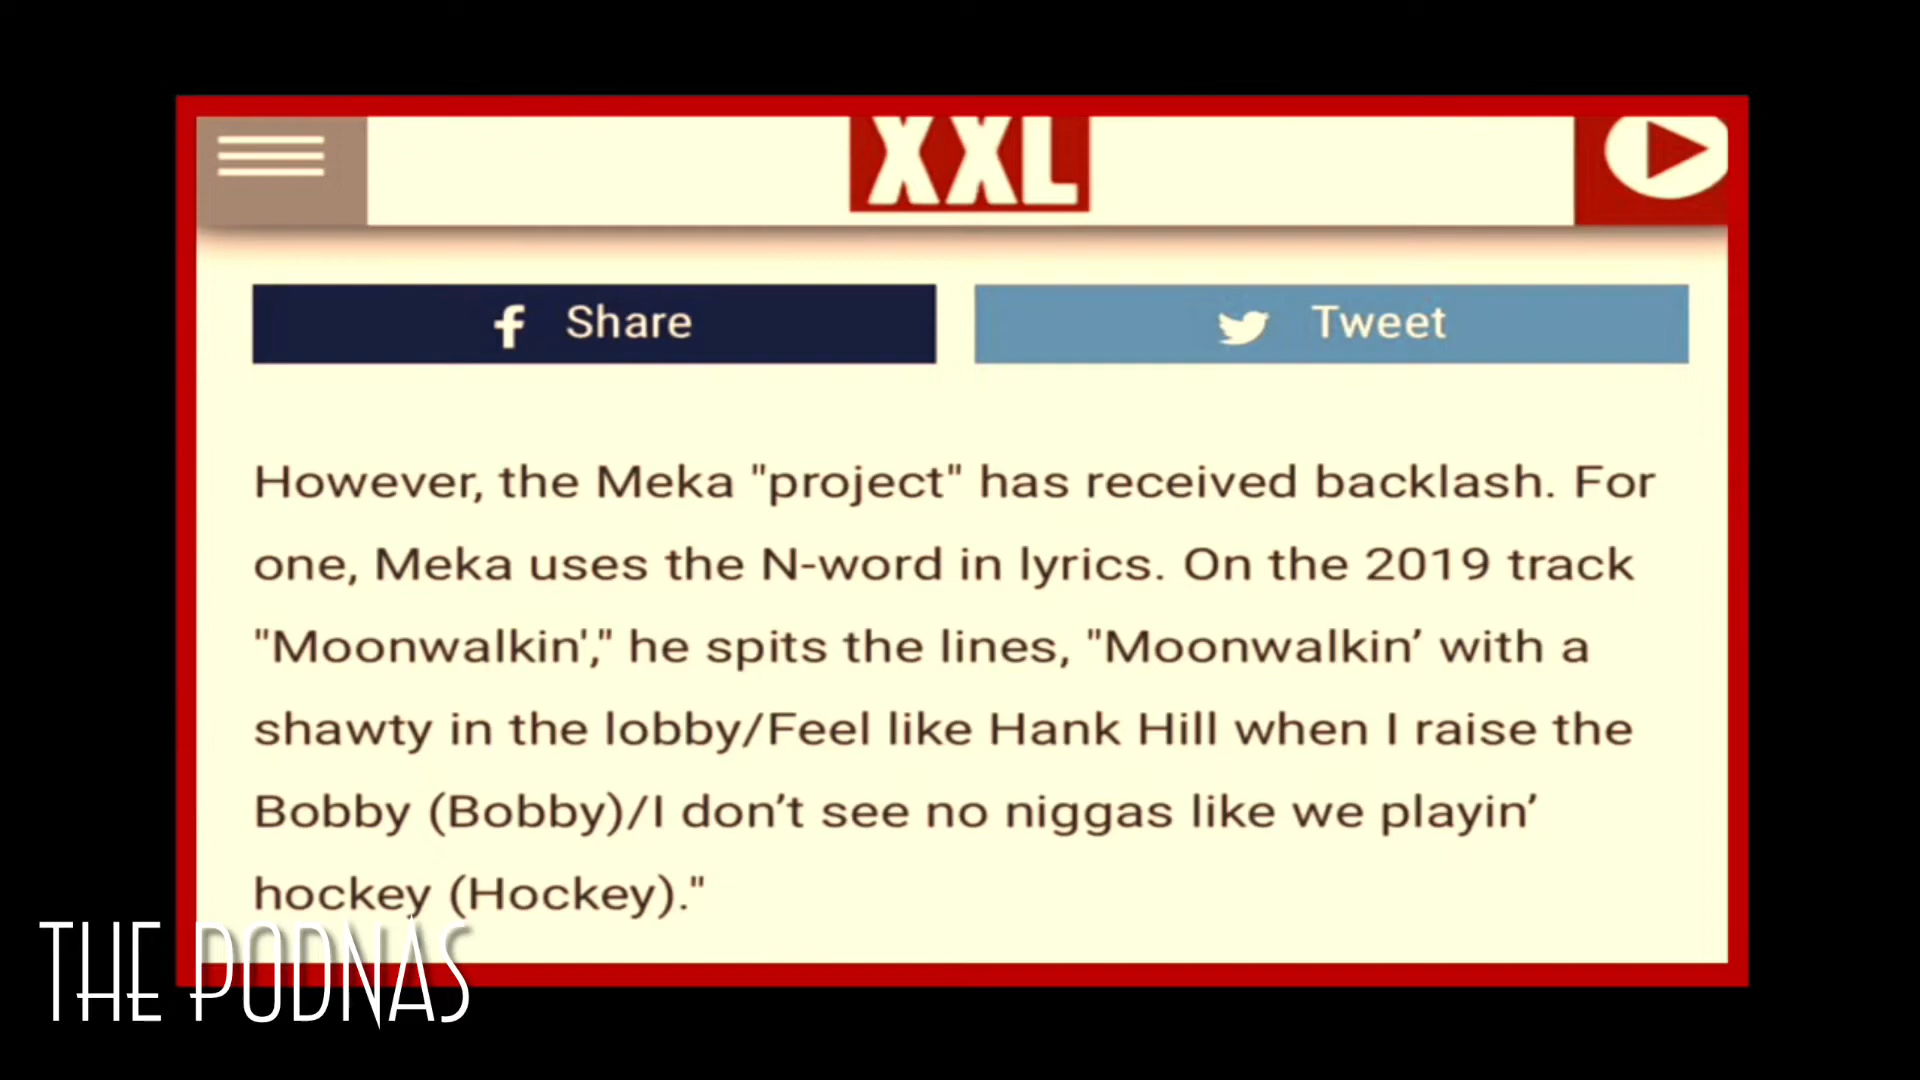 XXL
Share
Tweet
However, the Meka "project" has received backlash. For
one, Meka uses the N-word in lyrics. On the 2019 track
"Moonwalkin'," he spits the lines, "Moonwalkin’ with a
shawty in the lobby/Feel like Hank Hill when I raise the
Bobby (Bobby)/I don’t see no niggas like we playin’
hockey (Hockey)."
THE PODNAS